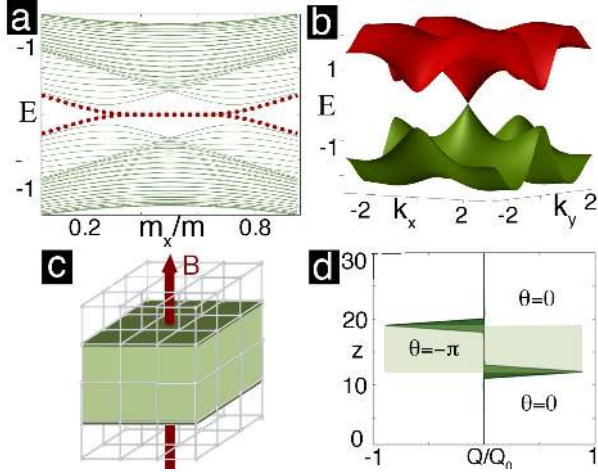 a
-1
E
-
-1
0.2
m_x/m
0.8
b
1
E
-1
-2
k_x
2
-2
k_y
2
c
B
d
30
20
z
10
0
θ=0
θ=-π
θ=0
-1
0
Q/Q_0
1